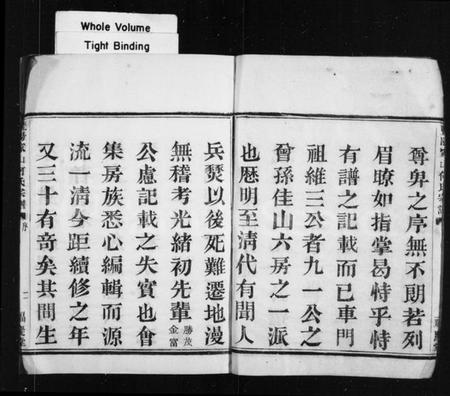 Whole Volume
Tight Binding
尊卑之序無不朗若列
眉瞭如指掌曷恃乎恃
有譜之記載而已車門
祖維三公者九一公之
曾孫佳山六房之一派
也歴明至清代有聞人
兵燹以後死難遷地漫
無稽考光緒初先輩勝茂金富
公慮記載之失實也會
集房族悉心編輯而源
流一清今距續修之年
又三十有奇矣其間生